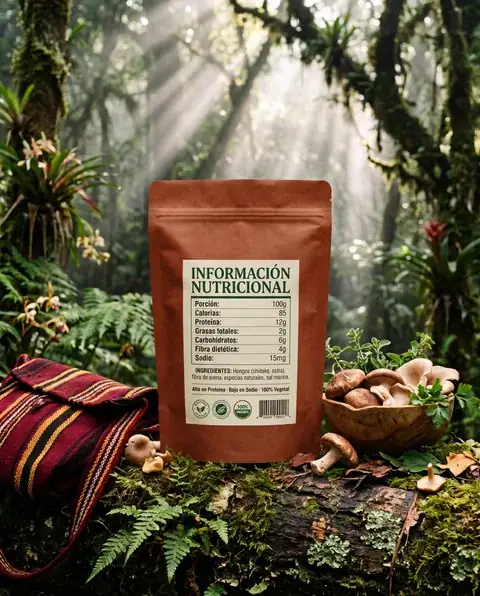 INFORMACIÓN
NUTRICIONAL
Porción: 100g
Calorías: 85
Proteína: 12g
Grasas totales: 2g
Carbohidratos: 6g
Fibra dietética: 4g
Sodio: 15mg
INGREDIENTES: Hongos (shiitake, ostra),
fibra de avena, especias naturales, sal marina.
Alto en Proteína · Bajo en Sodio · 100% Vegetal
100%